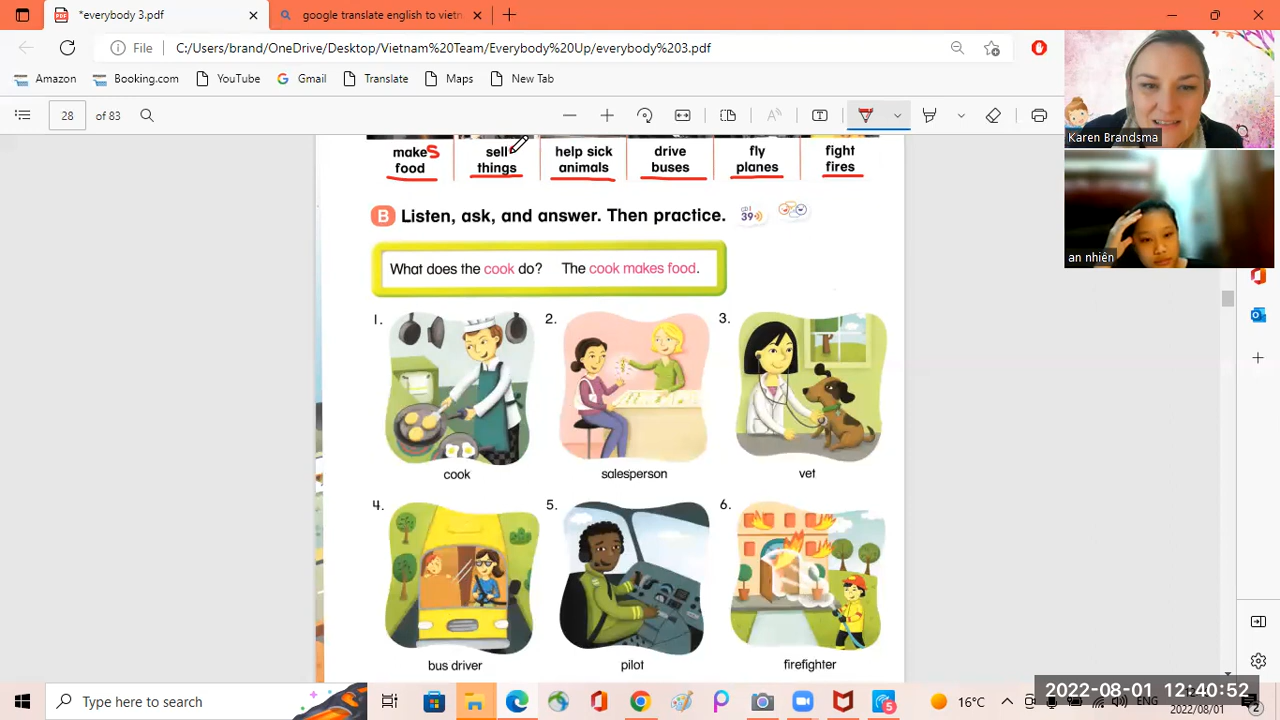 *everybody 3.pdf
google translate english to vietn
File
C:/Users/brand/OneDrive/Desktop/Vietnam%20Team/Everybody%20Up/everybody%203.pdf
Amazon
Booking.com
YouTube
Gmail
Translate
Maps
New Tab
28
of 83
Karen Brandsma
an nhiên
makes
food
sell
things
help sick
animals
drive
buses
fly
planes
fight
fires
B Listen, ask, and answer. Then practice.
CD1
39
What does the cook do? The cook makes food.
1.
2.
3.
cook
salesperson
vet
4.
5.
6.
bus driver
pilot
firefighter
Type here to search
5
16°C
ENG
2022-08-01 12:40:52
2022/08/01
2